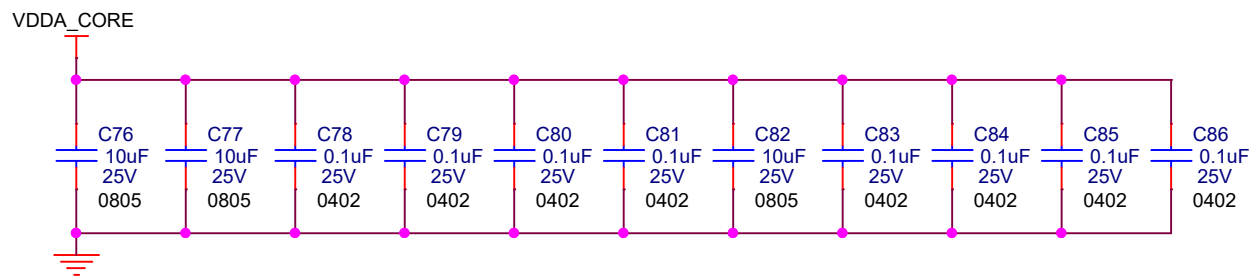 VDDA_CORE
C76 C77 C78 C79 C80 C81 C82 C83 C84 C85 C86
10uF 10uF 0.1uF 0.1uF 0.1uF 0.1uF 10uF 0.1uF 0.1uF 0.1uF 0.1uF
25V 25V 25V 25V 25V 25V 25V 25V 25V 25V 25V
0805 0805 0402 0402 0402 0402 0805 0402 0402 0402 0402